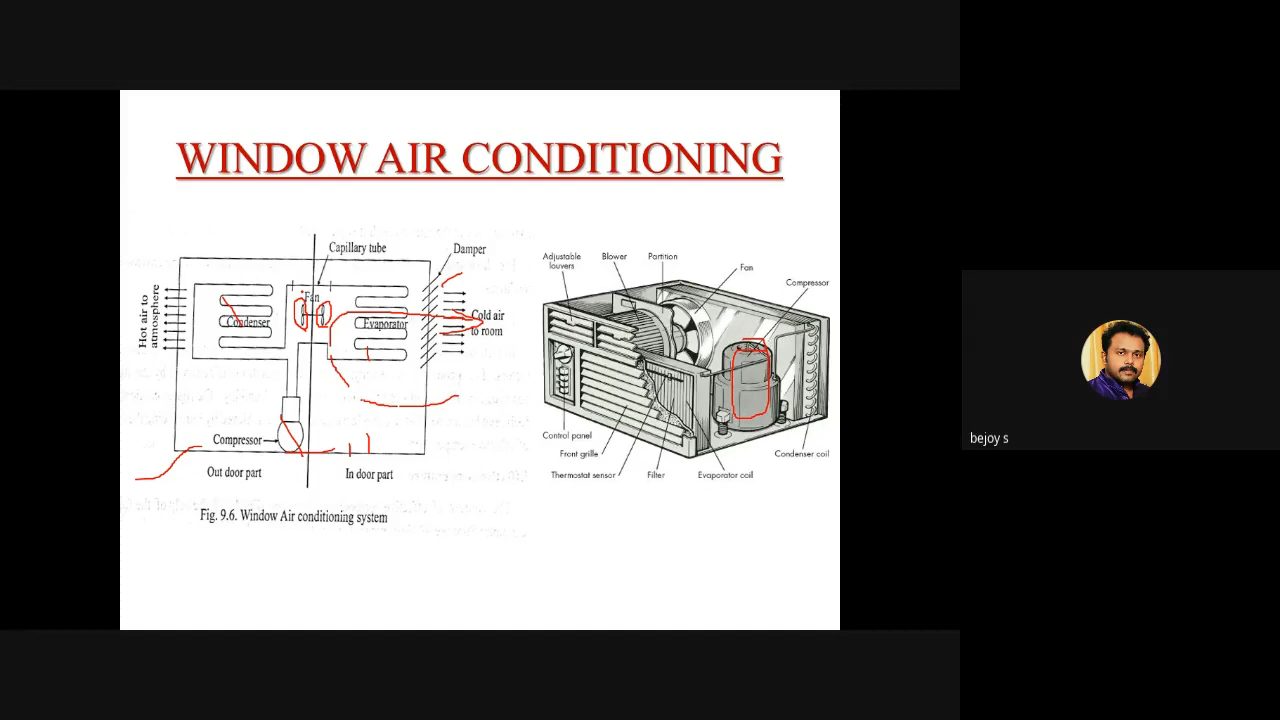 WINDOW AIR CONDITIONING
Capillary tube
Damper
Fan
Hot air to
atmosphere
Condenser
Evaporator
Cold air
to room
Compressor
Out door part
In door part
Fig. 9.6. Window Air conditioning system
Adjustable
louvers
Blower
Partition
Fan
Compressor
Control panel
Front grille
Thermostat sensor
Filter
Evaporator coil
Condenser coil
bejoy s